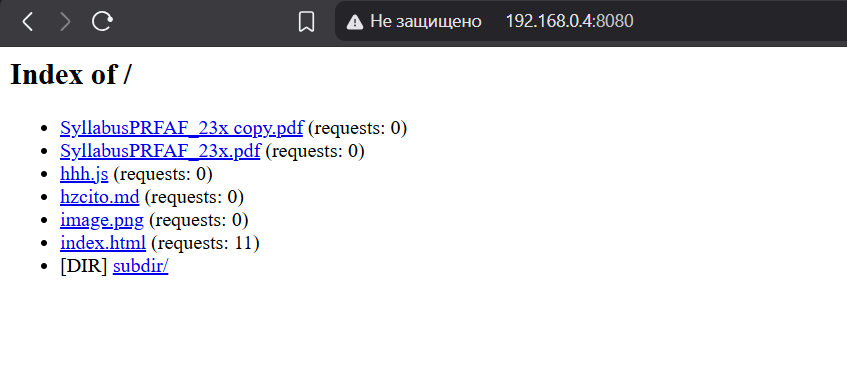 Не защищено 192.168.0.4:8080
Index of /
SyllabusPRFAF_23x copy.pdf (requests: 0)
SyllabusPRFAF_23x.pdf (requests: 0)
hhh.js (requests: 0)
hzcito.md (requests: 0)
image.png (requests: 0)
index.html (requests: 11)
[DIR] subdir/